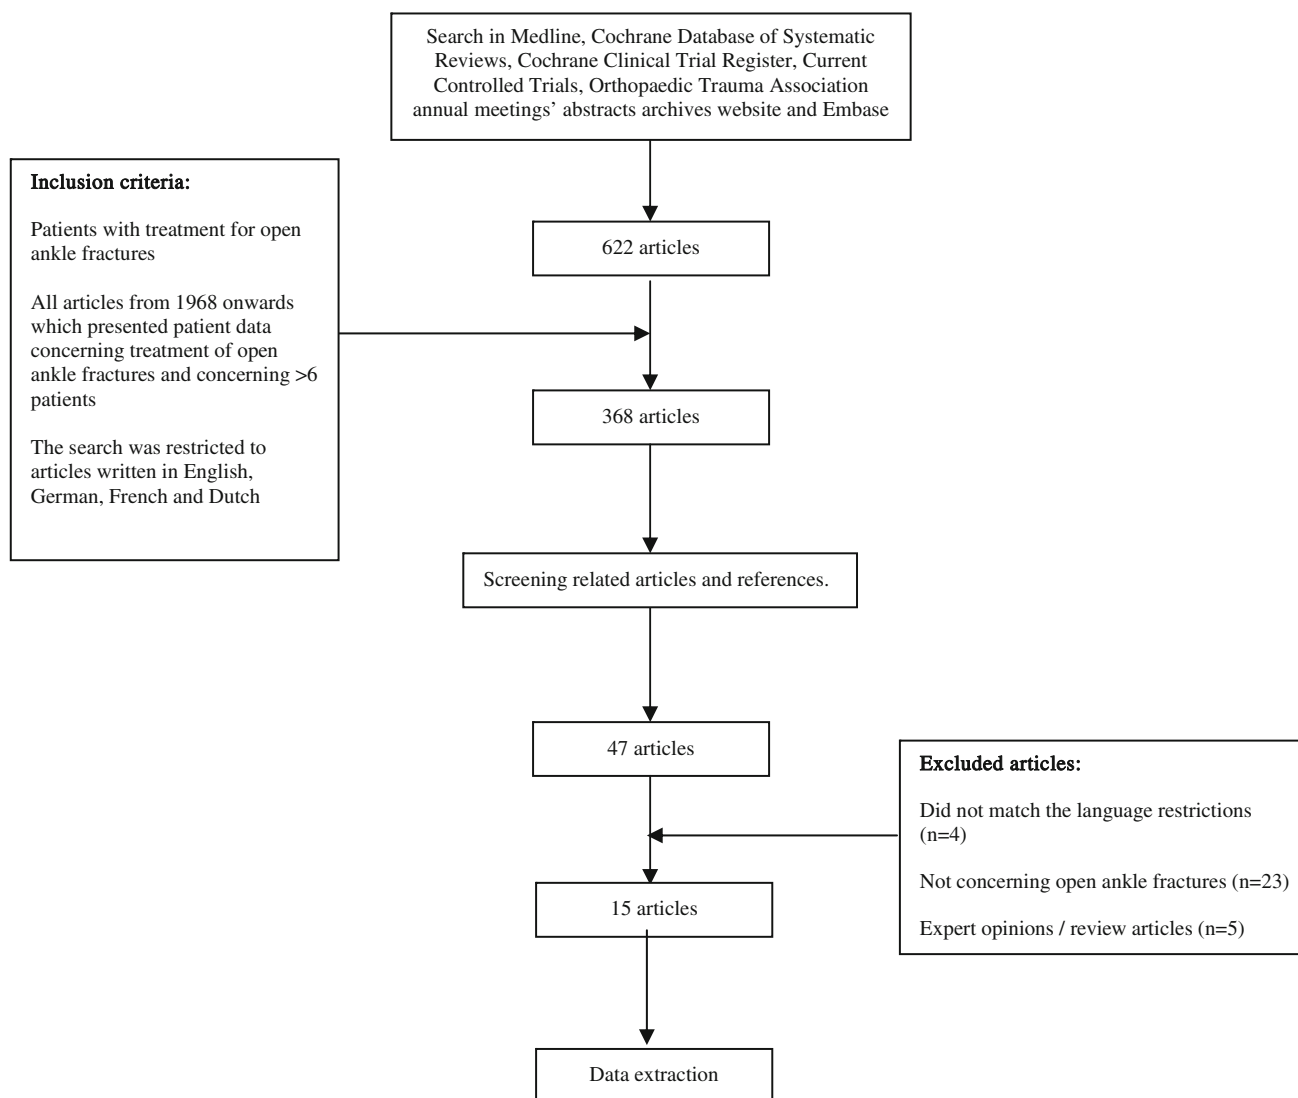 Search in Medline, Cochrane Database of Systematic
Reviews, Cochrane Clinical Trial Register, Current
Controlled Trials, Orthopaedic Trauma Association
annual meetings’ abstracts archives website and Embase
Inclusion criteria:
Patients with treatment for open
ankle fractures
All articles from 1968 onwards
which presented patient data
concerning treatment of open
ankle fractures and concerning >6
patients
The search was restricted to
articles written in English,
German, French and Dutch
622 articles
368 articles
Screening related articles and references.
47 articles
Excluded articles:
Did not match the language restrictions
(n=4)
Not concerning open ankle fractures (n=23)
Expert opinions / review articles (n=5)
15 articles
Data extraction